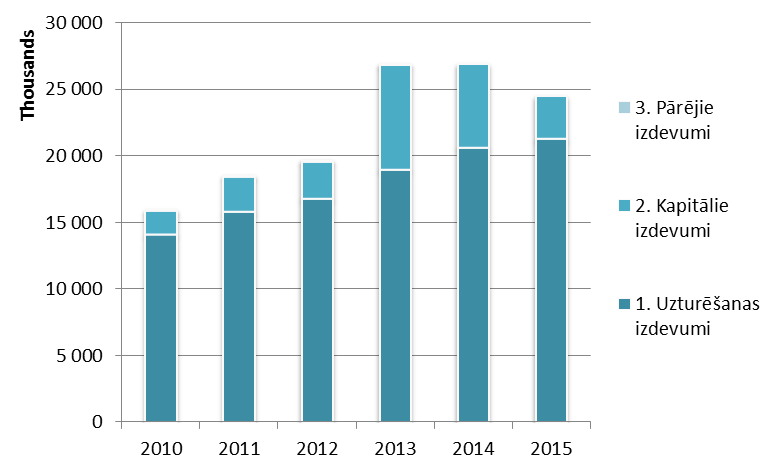 Thousands
30 000
25 000
20 000
15 000
10 000
5 000
0
2010 2011 2012 2013 2014 2015
3. Pārējie
izdevumi
2. Kapitālie
izdevumi
1. Uzturēšanas
izdevumi